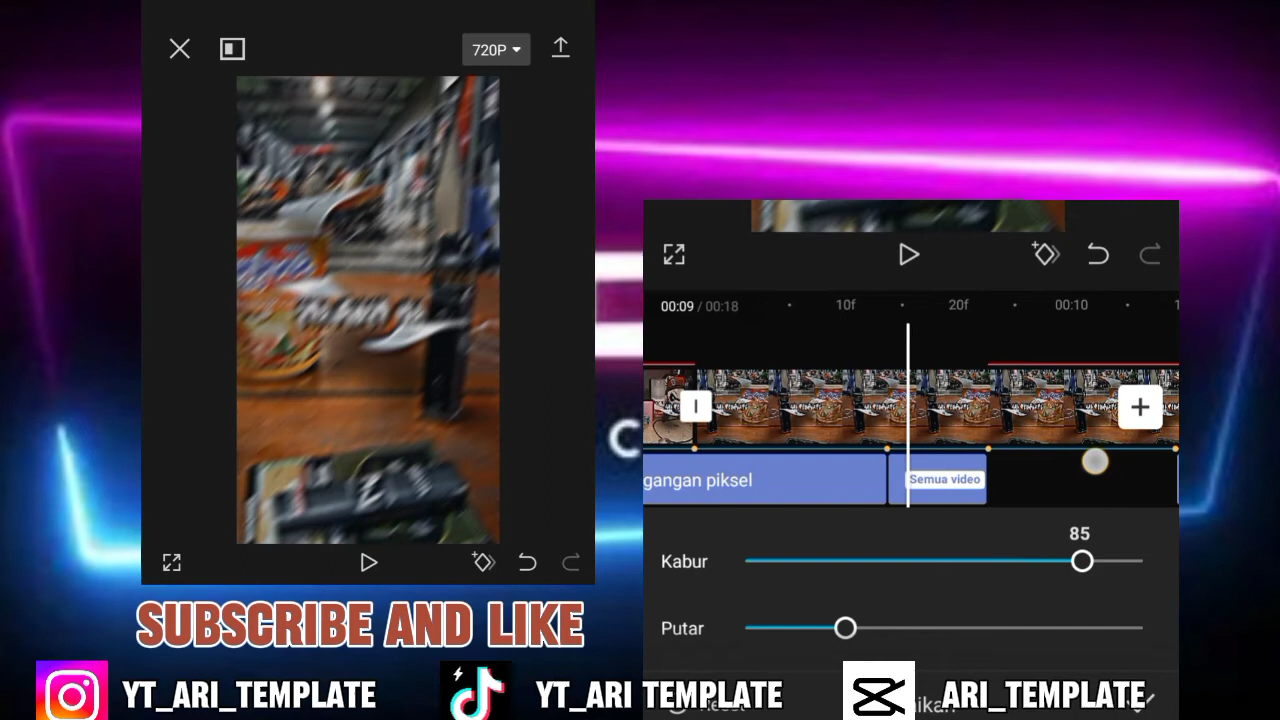 720P
00:09 / 00:18
10f
20f
00:10
gangan piksel
Semua video
85
Kabur
Putar
SUBSCRIBE AND LIKE
YT_ARI_TEMPLATE
YT_ARI TEMPLATE
ARI_TEMPLATE